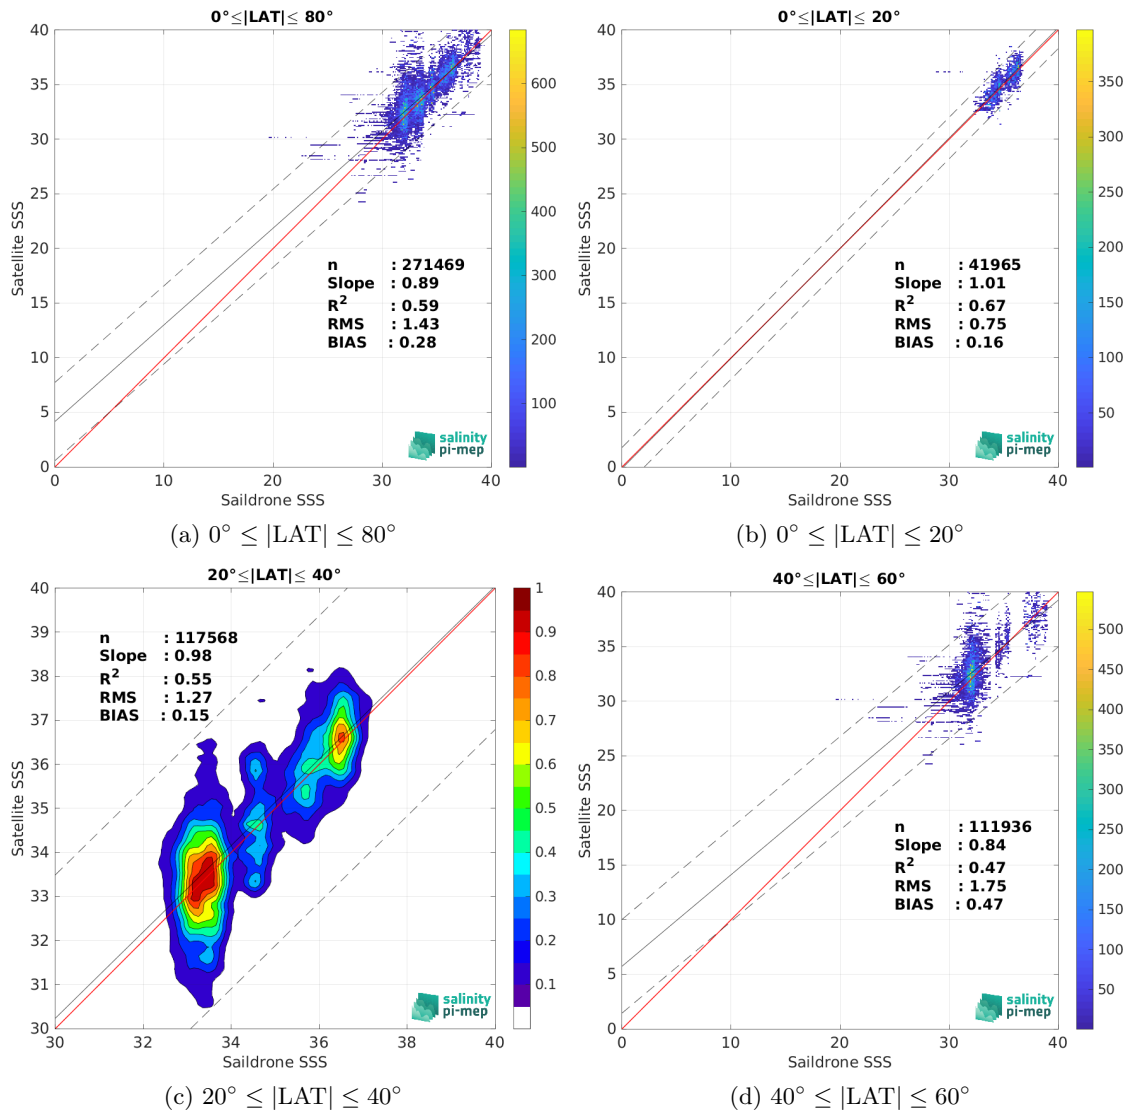 0°≤|LAT|≤ 80°
40
35
30
25
20
15
10
5
0
Satellite SSS
n : 271469
Slope : 0.89
R² : 0.59
RMS : 1.43
BIAS : 0.28
salinity
pi-mep
0 10 20 30 40
Saildrone SSS
600
500
400
300
200
100
(a) 0° ≤ |LAT| ≤ 80°
0°≤|LAT|≤ 20°
40
35
30
25
20
15
10
5
0
Satellite SSS
n : 41965
Slope : 1.01
R² : 0.67
RMS : 0.75
BIAS : 0.16
salinity
pi-mep
0 10 20 30 40
Saildrone SSS
350
300
250
200
150
100
50
(b) 0° ≤ |LAT| ≤ 20°
20°≤|LAT|≤ 40°
40
39
38
37
36
35
34
33
32
31
30
Satellite SSS
n : 117568
Slope : 0.98
R² : 0.55
RMS : 1.27
BIAS : 0.15
salinity
pi-mep
30 32 34 36 38 40
Saildrone SSS
1
0.9
0.8
0.7
0.6
0.5
0.4
0.3
0.2
0.1
(c) 20° ≤ |LAT| ≤ 40°
40°≤|LAT|≤ 60°
40
35
30
25
20
15
10
5
0
Satellite SSS
n : 111936
Slope : 0.84
R² : 0.47
RMS : 1.75
BIAS : 0.47
salinity
pi-mep
0 10 20 30 40
Saildrone SSS
500
450
400
350
300
250
200
150
100
50
(d) 40° ≤ |LAT| ≤ 60°